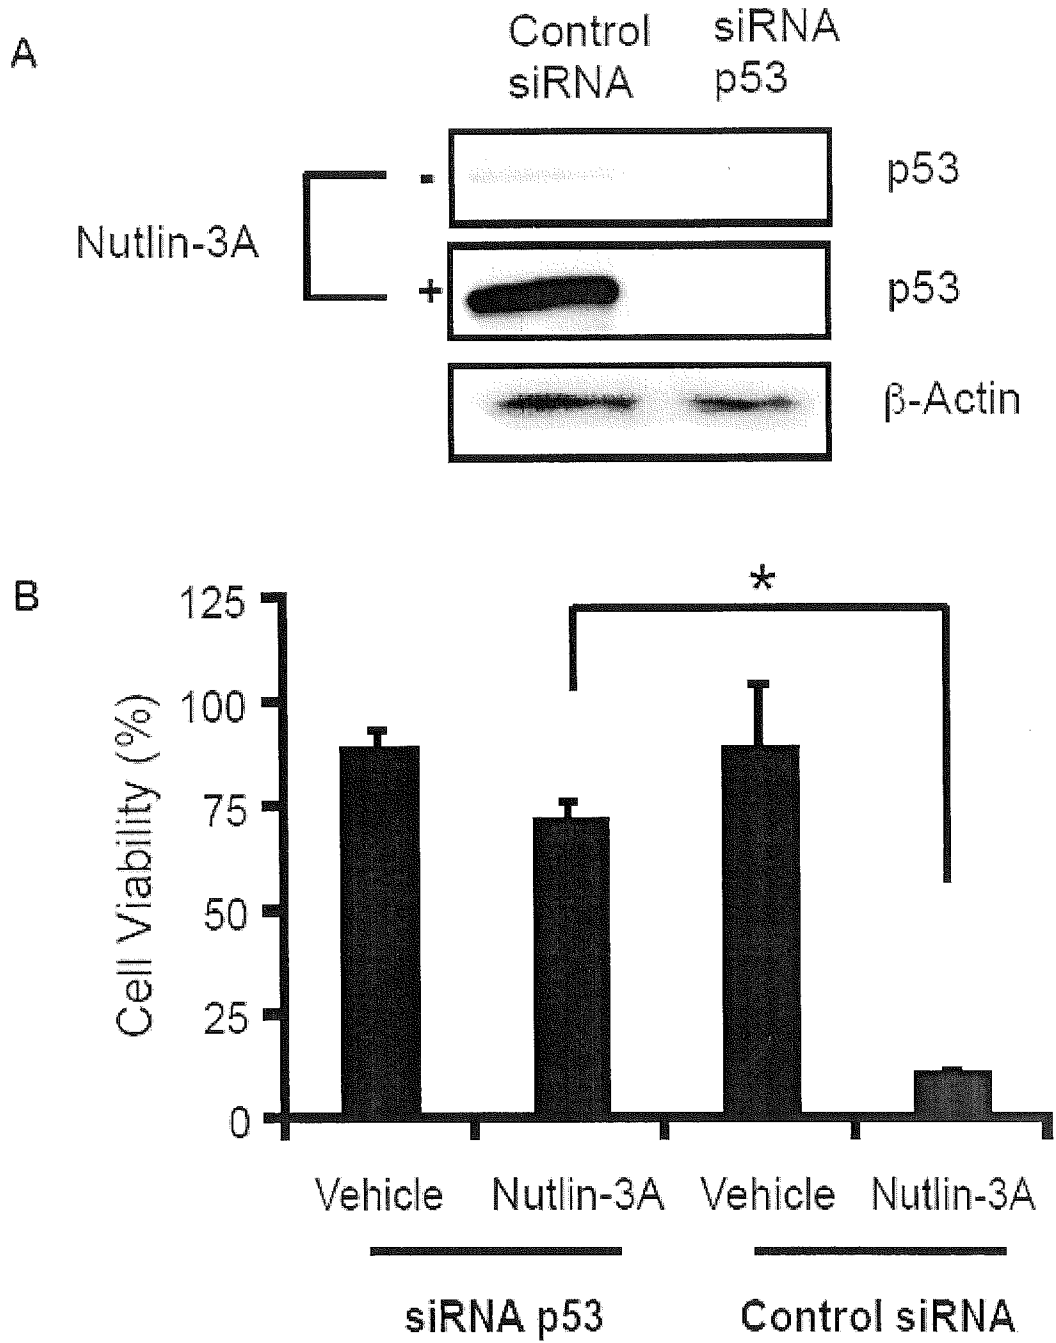 A
Control siRNA
siRNA p53
Nutlin-3A
-
p53
+
p53
β-Actin
B
*
Cell Viability (%)
125
100
75
50
25
0
Vehicle Nutlin-3A Vehicle Nutlin-3A
siRNA p53 Control siRNA